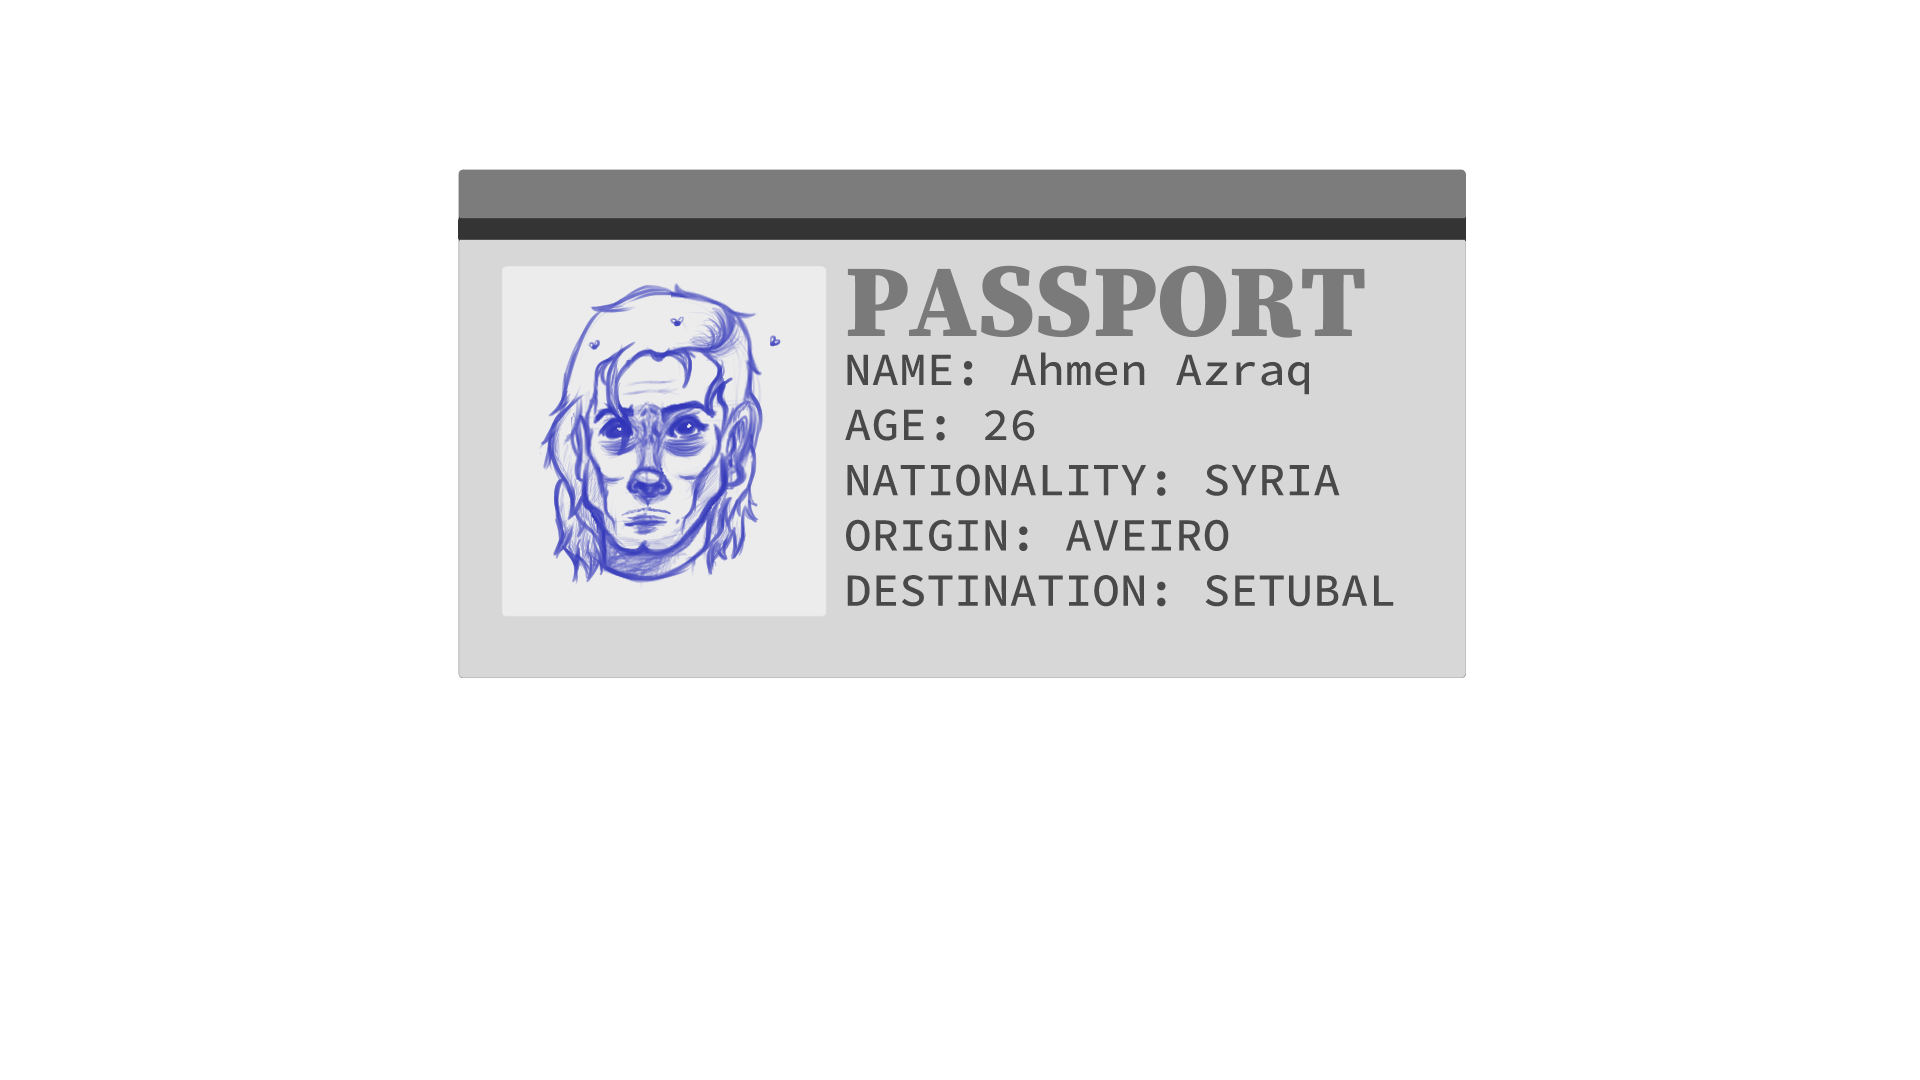 PASSPORT
NAME: Ahmen Azraq
AGE: 26
NATIONALITY: SYRIA
ORIGIN: AVEIRO
DESTINATION: SETUBAL